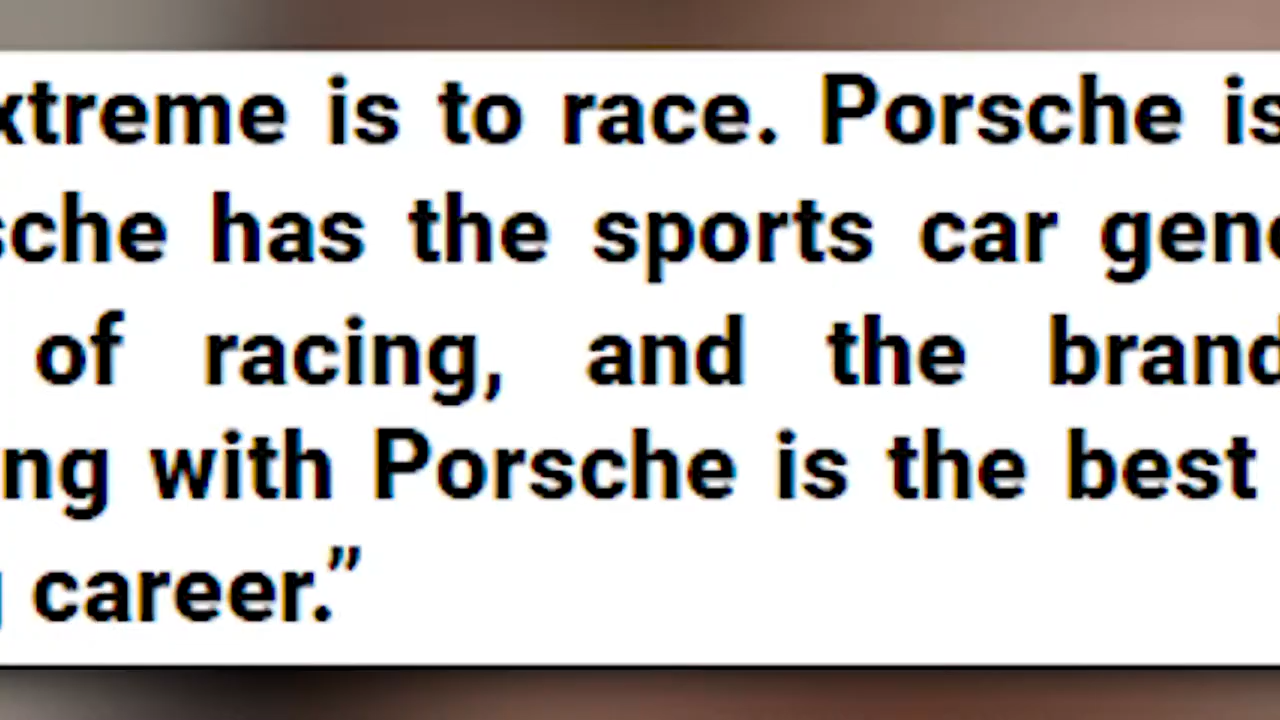 xtreme is to race. Porsche is
sche has the sports car gene
of racing, and the brand
ng with Porsche is the best
career.”